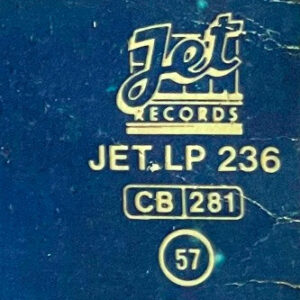 Jet
RECORDS
JET LP 236
CB 281
57